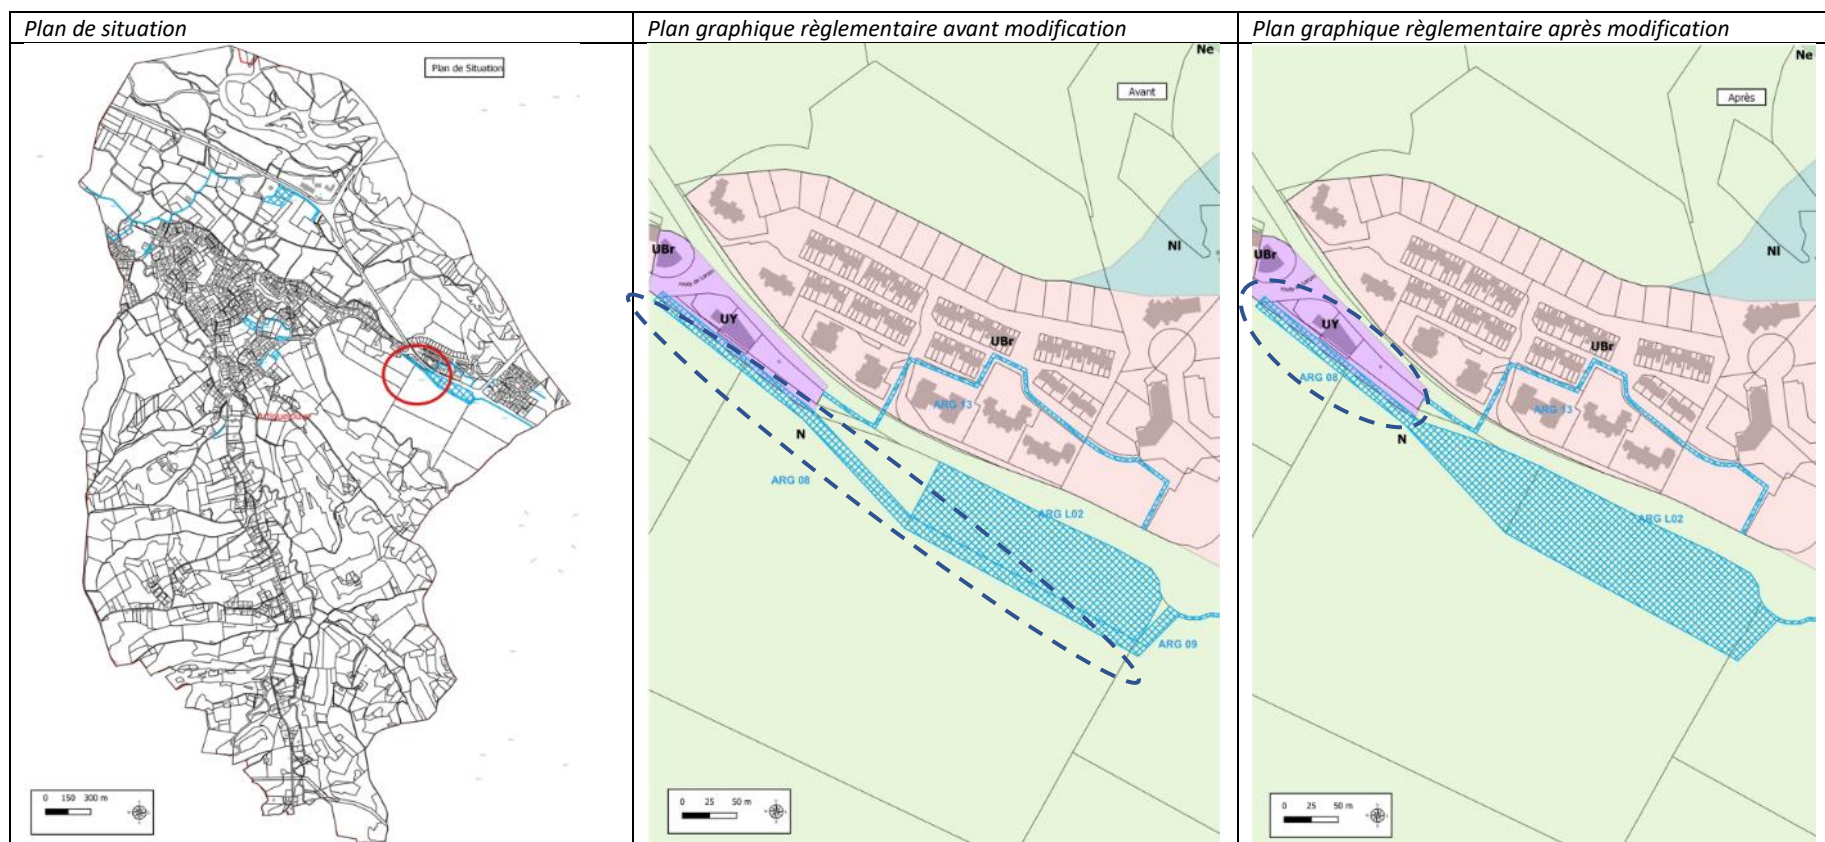 Plan de situation
Plan de Situation
0 150 300 m
Plan graphique règlementaire avant modification
Ne
Avant
Nl
UBr
UY
UBr
ARG 13
N
ARG 08
ARG L02
ARG 09
0 25 50 m
Plan graphique règlementaire après modification
Ne
Après
Nl
UBr
UY
UBr
ARG 08
ARG 13
N
ARG L02
0 25 50 m